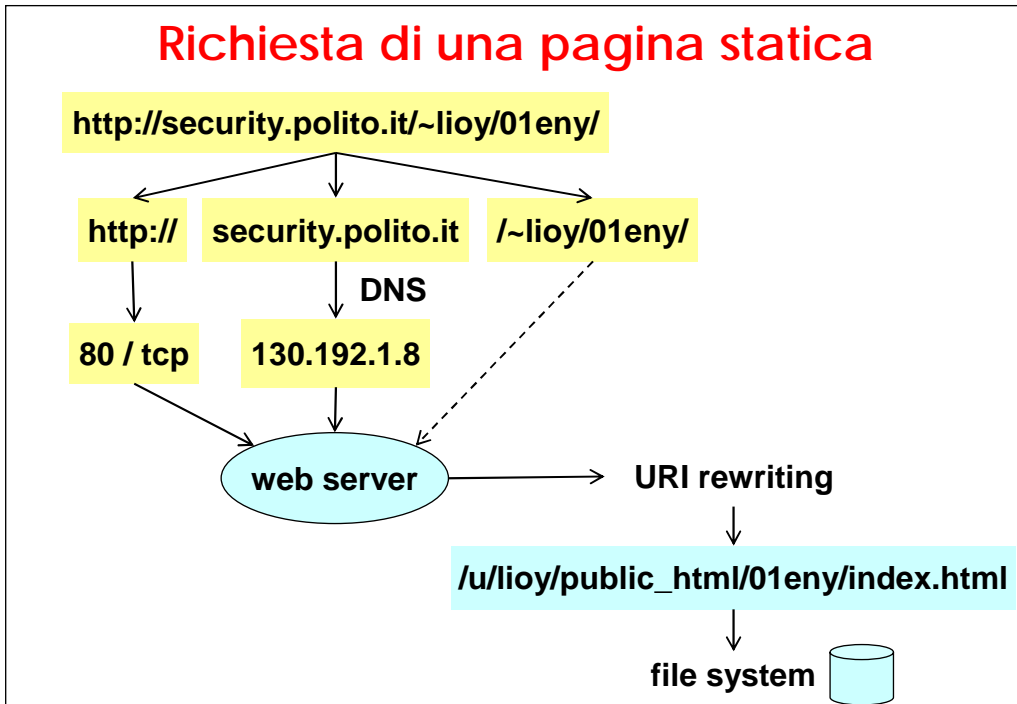 Richiesta di una pagina statica
http://security.polito.it/~lioy/01eny/
http://
security.polito.it
/~lioy/01eny/
DNS
80 / tcp
130.192.1.8
web server
URI rewriting
/u/lioy/public_html/01eny/index.html
file system